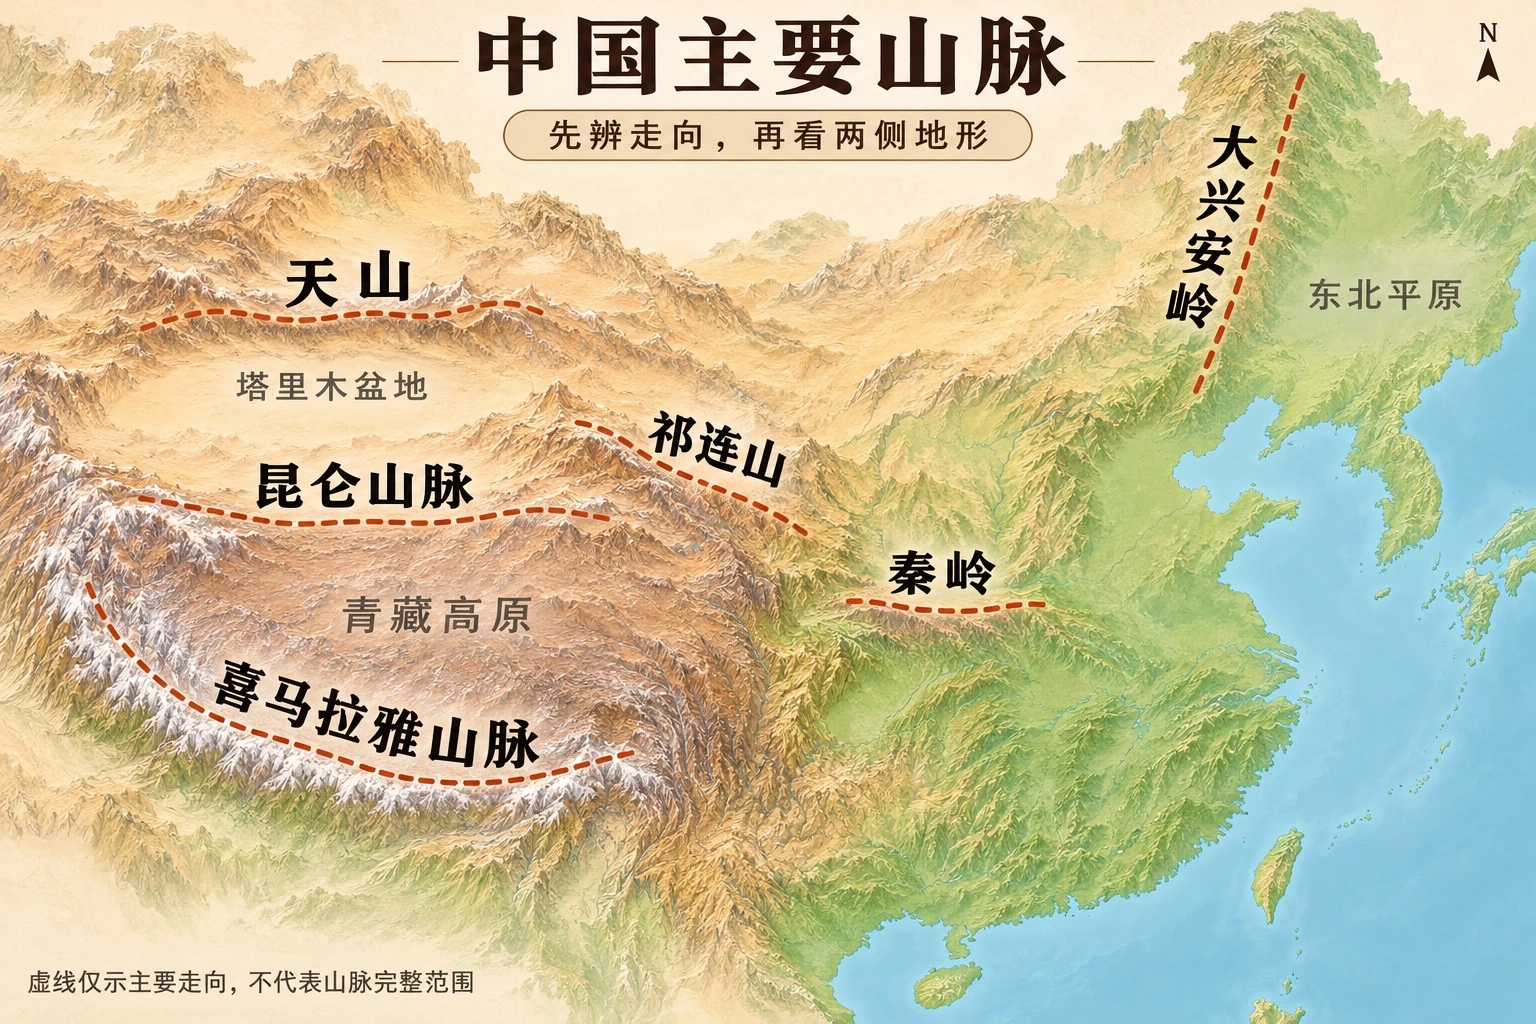 中国主要山脉
N
先辨走向，再看两侧地形
大兴安岭
天山
东北平原
塔里木盆地
祁连山
昆仑山脉
秦岭
青藏高原
喜马拉雅山脉
虚线仅示主要走向，不代表山脉完整范围